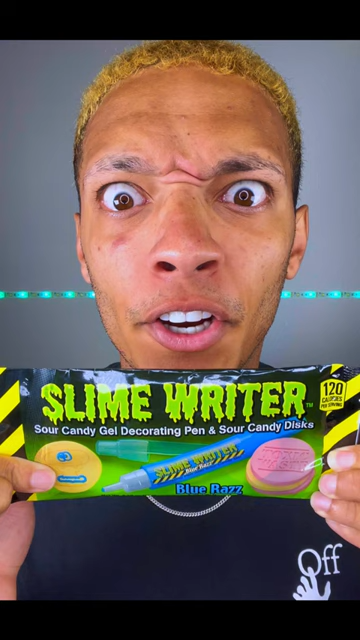 120
CALORIES
PER SERVING
SLIME WRITER™
Sour Candy Gel Decorating Pen & Sour Candy Disks
SLIME WRITER
Blue Razz
Blue Razz
Off